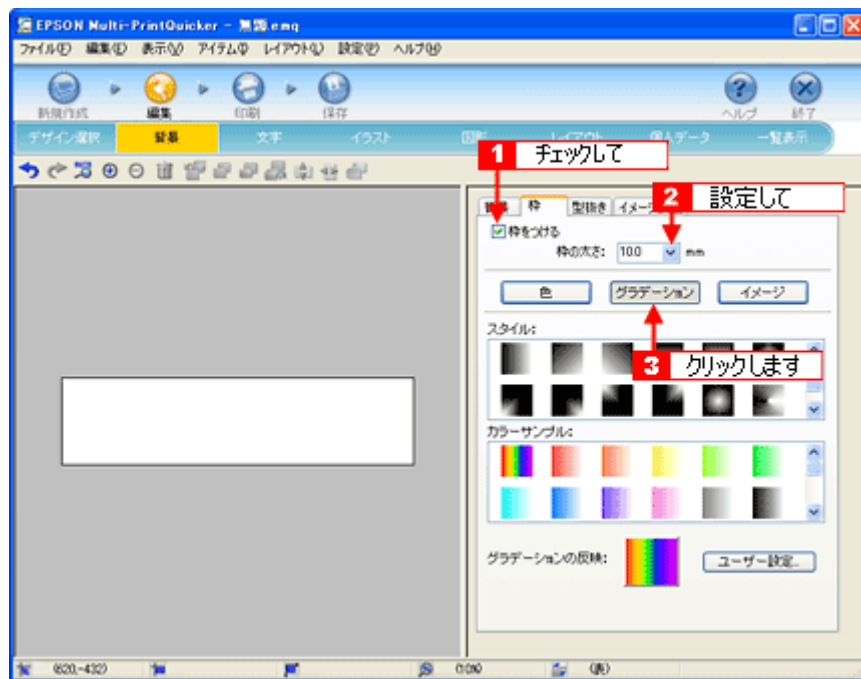 EPSON Multi-PrintQuicker - 無題.emq
ファイル(F) 編集(E) 表示(V) アイテム(I) レイアウト(L) 設定(P) ヘルプ(H)
新規作成 編集 印刷 保存 ヘルプ 終了
デザイン選択 背景 文字 イラスト 図形 レイアウト 個人データ 一覧表示
1 チェックして
2 設定して
枠 型抜き
枠をつける
枠の太さ: 10.0 mm
色 グラデーション イメージ
スタイル:
3 クリックします
カラーサンプル:
グラデーションの反映: ユーザー設定...
(620,-432) (表)